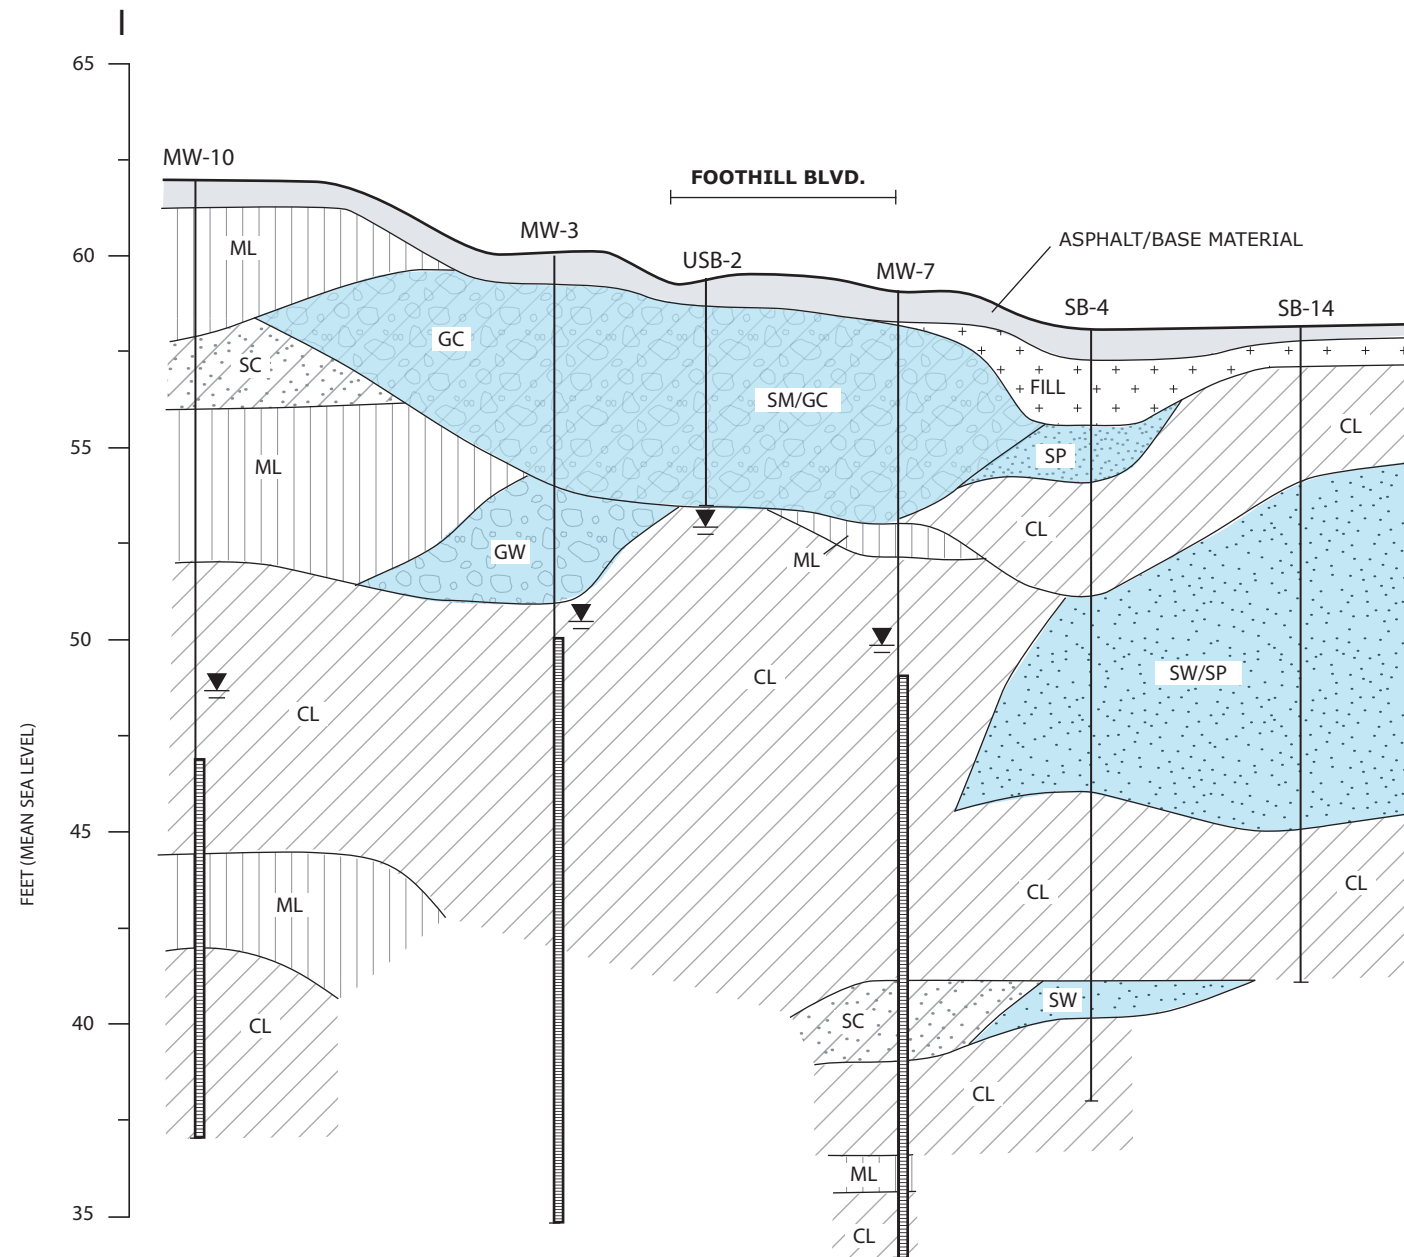 I
65
MW-10
FOOTHILL BLVD.
MW-3
ASPHALT/BASE MATERIAL
ML
60
USB-2
MW-7
SB-4
SB-14
GC
SC
FILL
SM/GC
CL
55
SP
ML
CL
GW
ML
50
CL
SW/SP
CL
FEET (MEAN SEA LEVEL)
45
CL
CL
ML
SW
40
SC
CL
CL
ML
35
CL